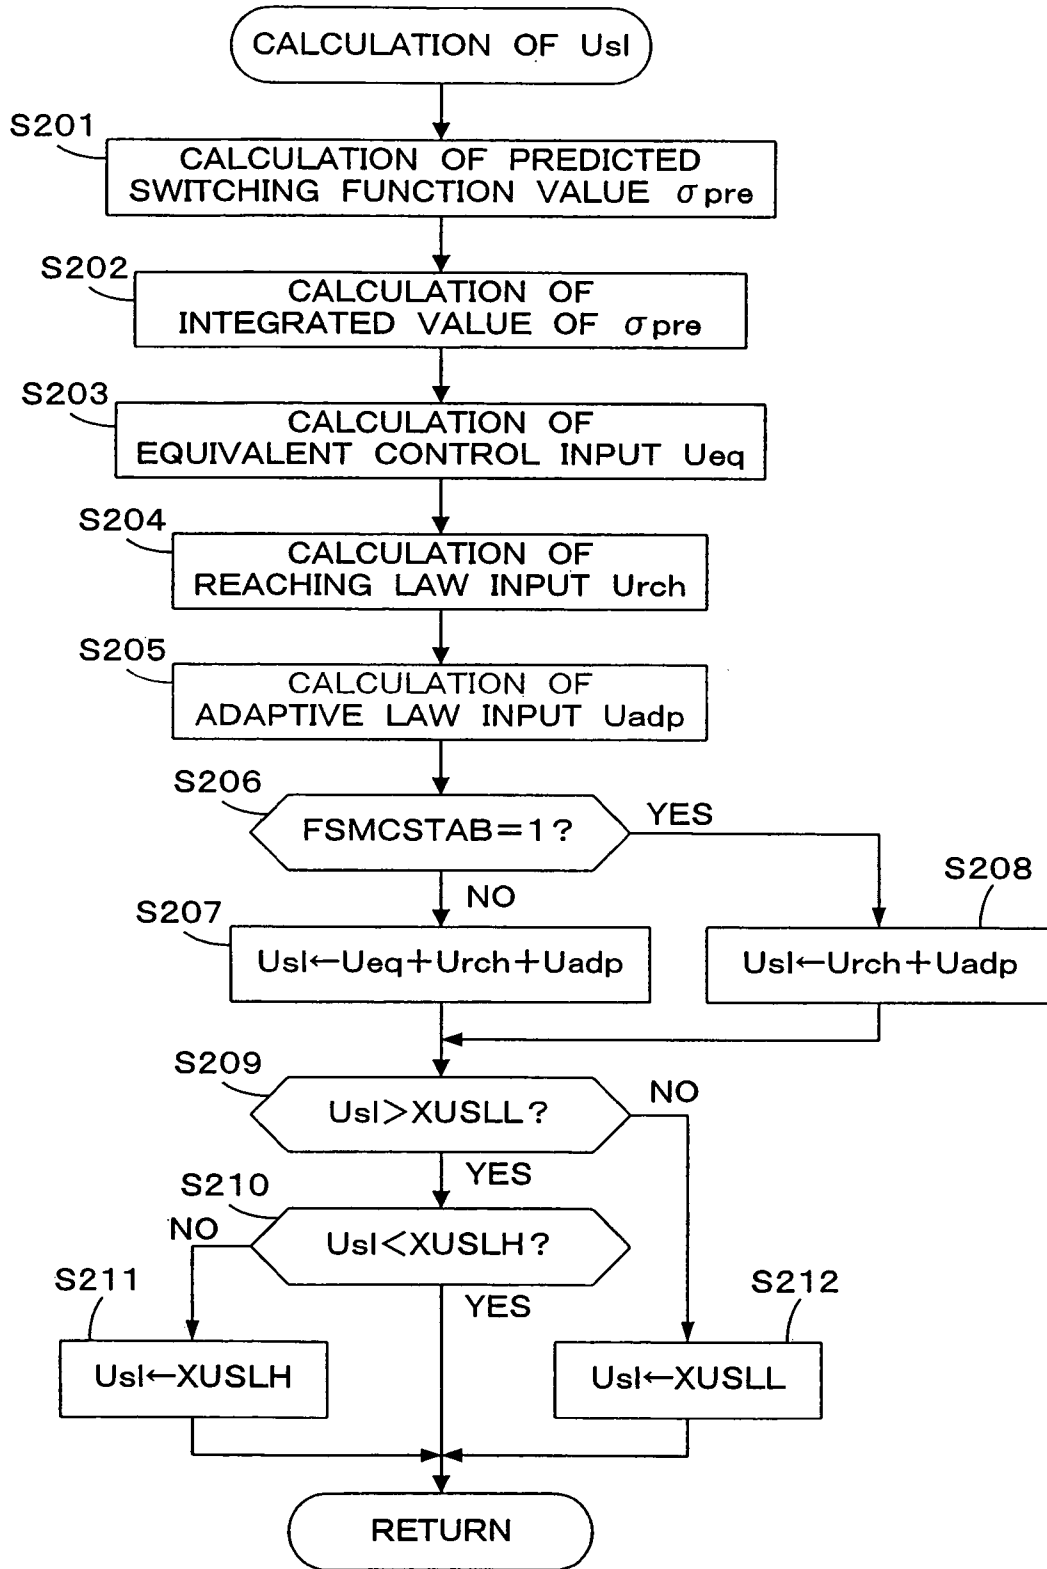 CALCULATION OF Usl
S201
CALCULATION OF PREDICTED
SWITCHING FUNCTION VALUE σpre
S202
CALCULATION OF
INTEGRATED VALUE OF σpre
S203
CALCULATION OF
EQUIVALENT CONTROL INPUT Ueq
S204
CALCULATION OF
REACHING LAW INPUT Urch
S205
CALCULATION OF
ADAPTIVE LAW INPUT Uadp
S206
FSMCSTAB=1?
YES
NO
S207
Usl←Ueq+Urch+Uadp
S208
Usl←Urch+Uadp
S209
Usl>XUSLL?
NO
YES
S210
Usl<XUSLH?
NO
YES
S211
Usl←XUSLH
S212
Usl←XUSLL
RETURN